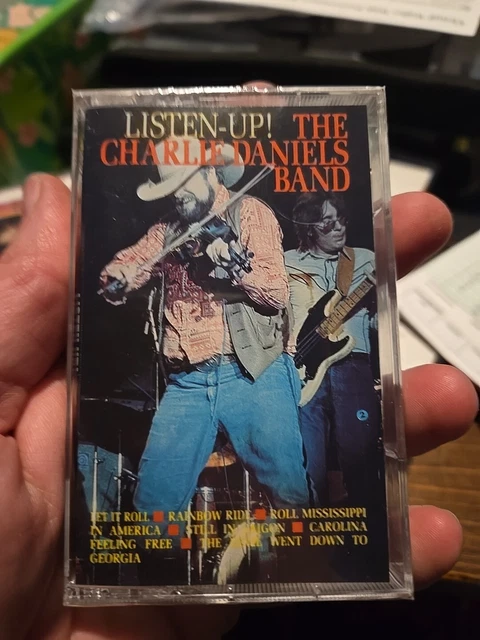 LISTEN-UP! THE
CHARLIE DANIELS
BAND
LET IT ROLL ■ RAINBOW RIDE ■ ROLL MISSISSIPPI
IN AMERICA ■ STILL IN SAIGON ■ CAROLINA
FEELING FREE ■ THE WENT DOWN TO
GEORGIA